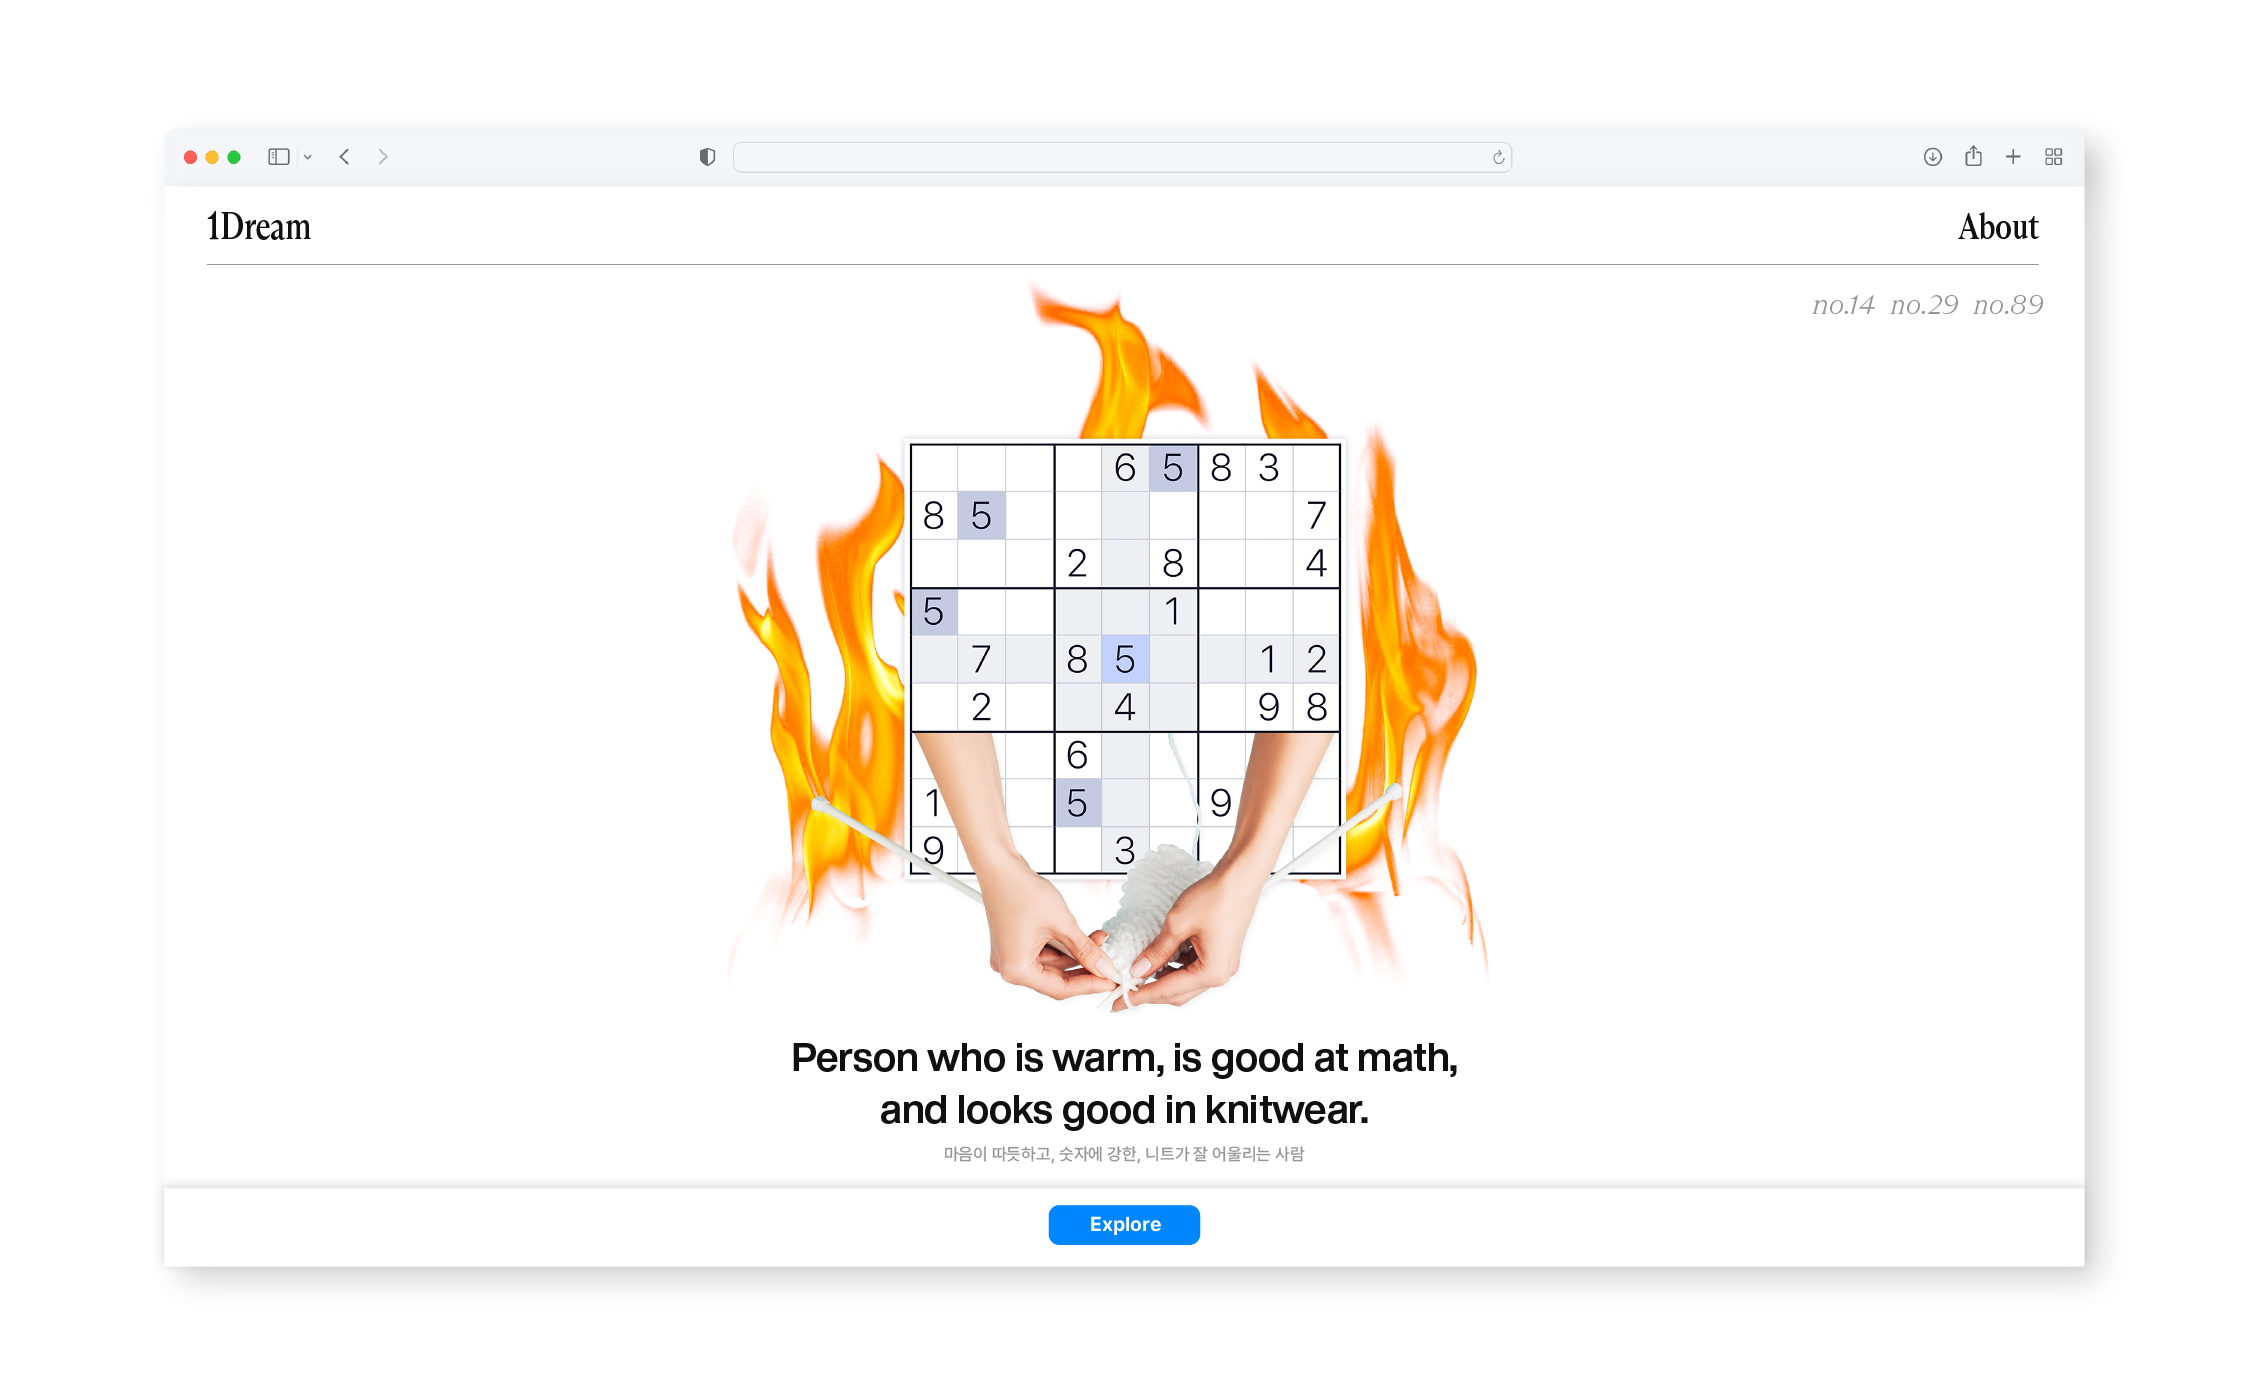 1Dream
About
no.14 no.29 no.89
6 5 8 3
8 5 7
2 8 4
5 1
7 8 5 1 2
2 4 9 8
6
1 5 9
9 3
Person who is warm, is good at math,
and looks good in knitwear.
마음이 따듯하고, 숫자에 강한, 니트가 잘 어울리는 사람
Explore